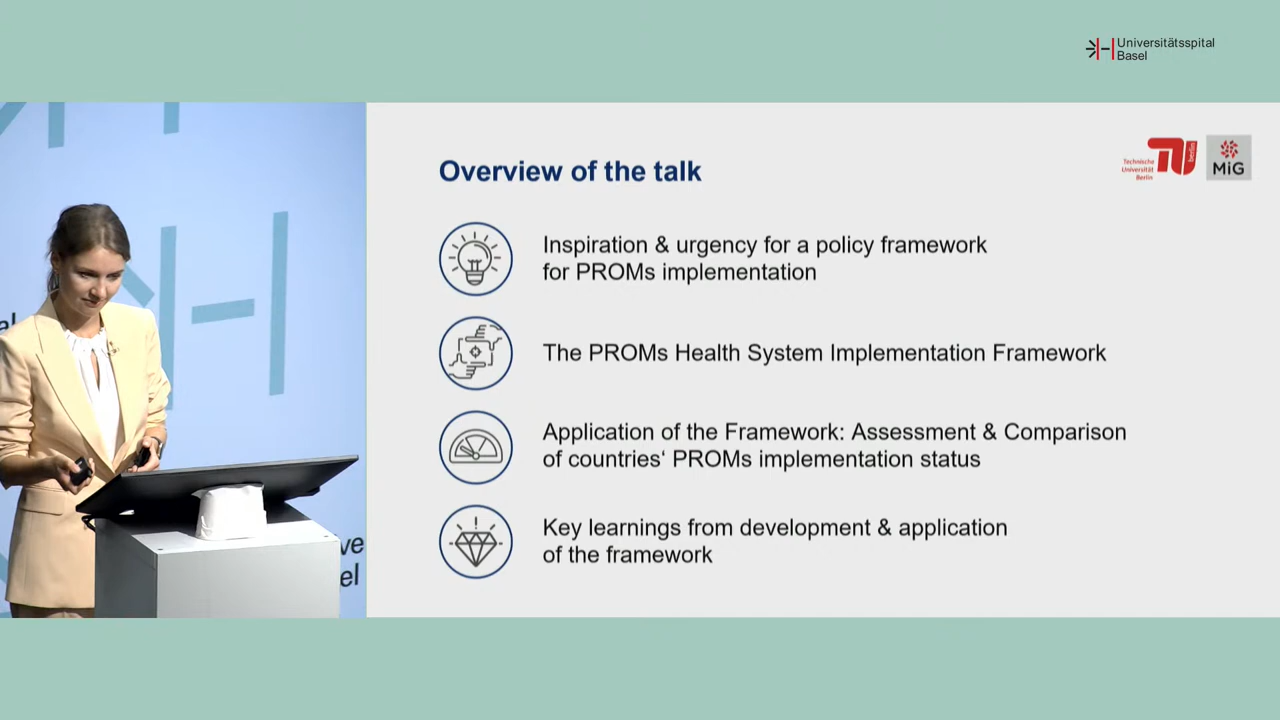 Universitätsspital
Basel
Overview of the talk
Technische
Universität
Berlin
berlin
MiG
Inspiration & urgency for a policy framework
for PROMs implementation
The PROMs Health System Implementation Framework
Application of the Framework: Assessment & Comparison
of countries‘ PROMs implementation status
Key learnings from development & application
of the framework
al
ve
el